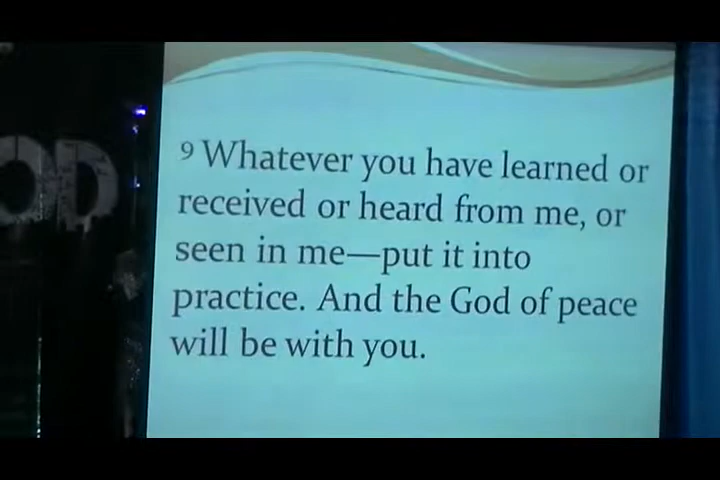 OD
9 Whatever you have learned or
received or heard from me, or
seen in me—put it into
practice. And the God of peace
will be with you.